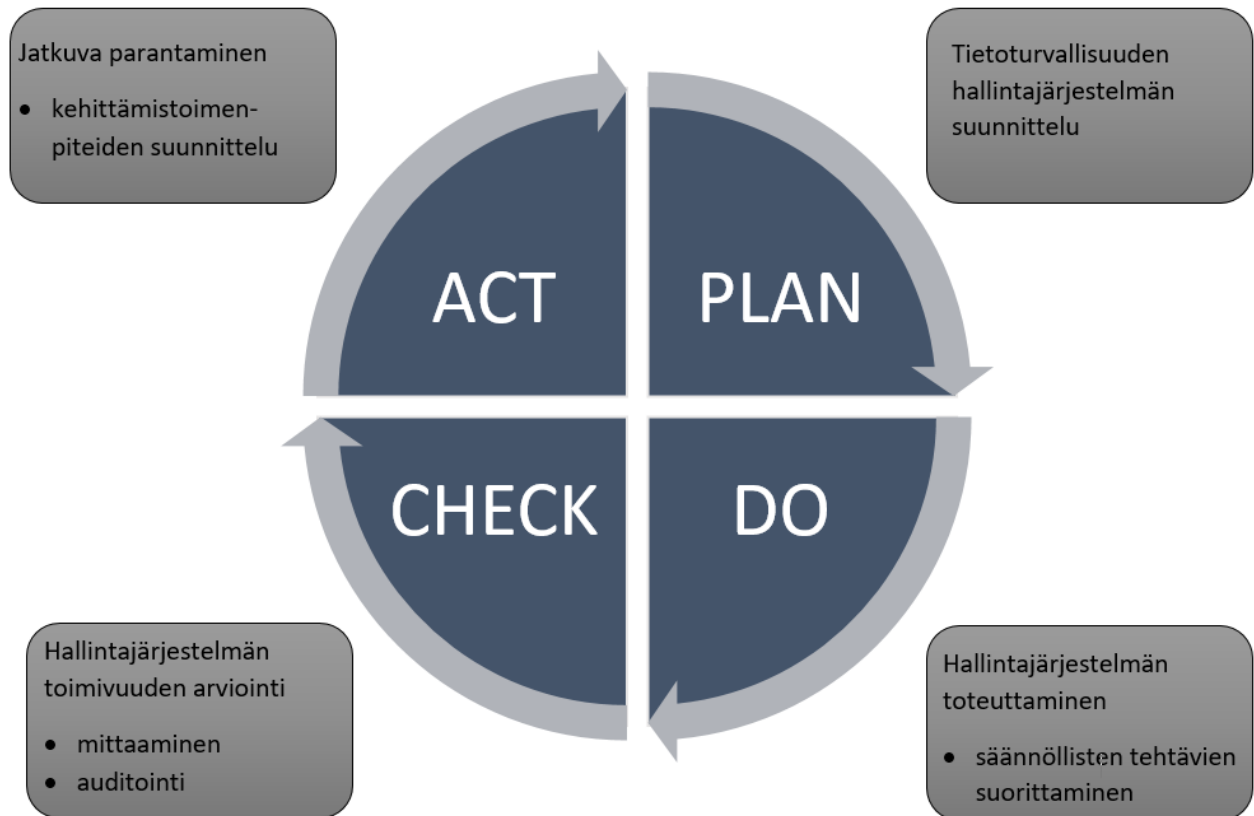 Jatkuva parantaminen
• kehittämistoimen-
piteiden suunnittelu
Tietoturvallisuuden
hallintajärjestelmän
suunnittelu
ACT
PLAN
CHECK
DO
Hallintajärjestelmän
toimivuuden arviointi
• mittaaminen
• auditointi
Hallintajärjestelmän
toteuttaminen
• säännöllisten tehtävien
suorittaminen